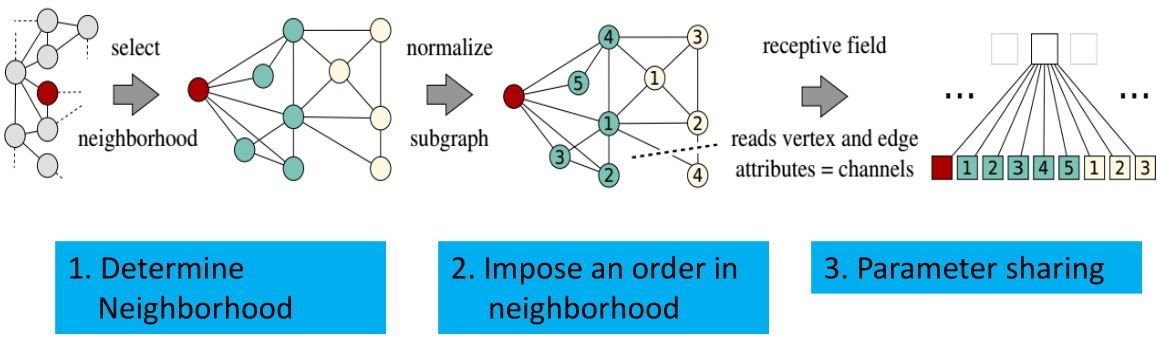 select
neighborhood
normalize
subgraph
receptive field
reads vertex and edge
attributes = channels
4
3
5
1
1
2
3
2
4
... ...
1 2 3 4 5 1 2 3
1. Determine
Neighborhood
2. Impose an order in
neighborhood
3. Parameter sharing